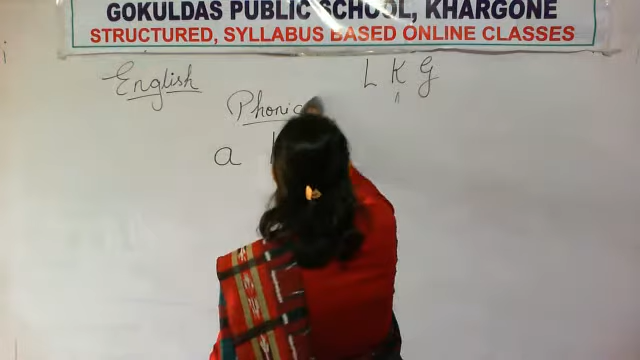 GOKULDAS PUBLIC SCHOOL, KHARGONE
STRUCTURED, SYLLABUS BASED ONLINE CLASSES
English
L K G
a